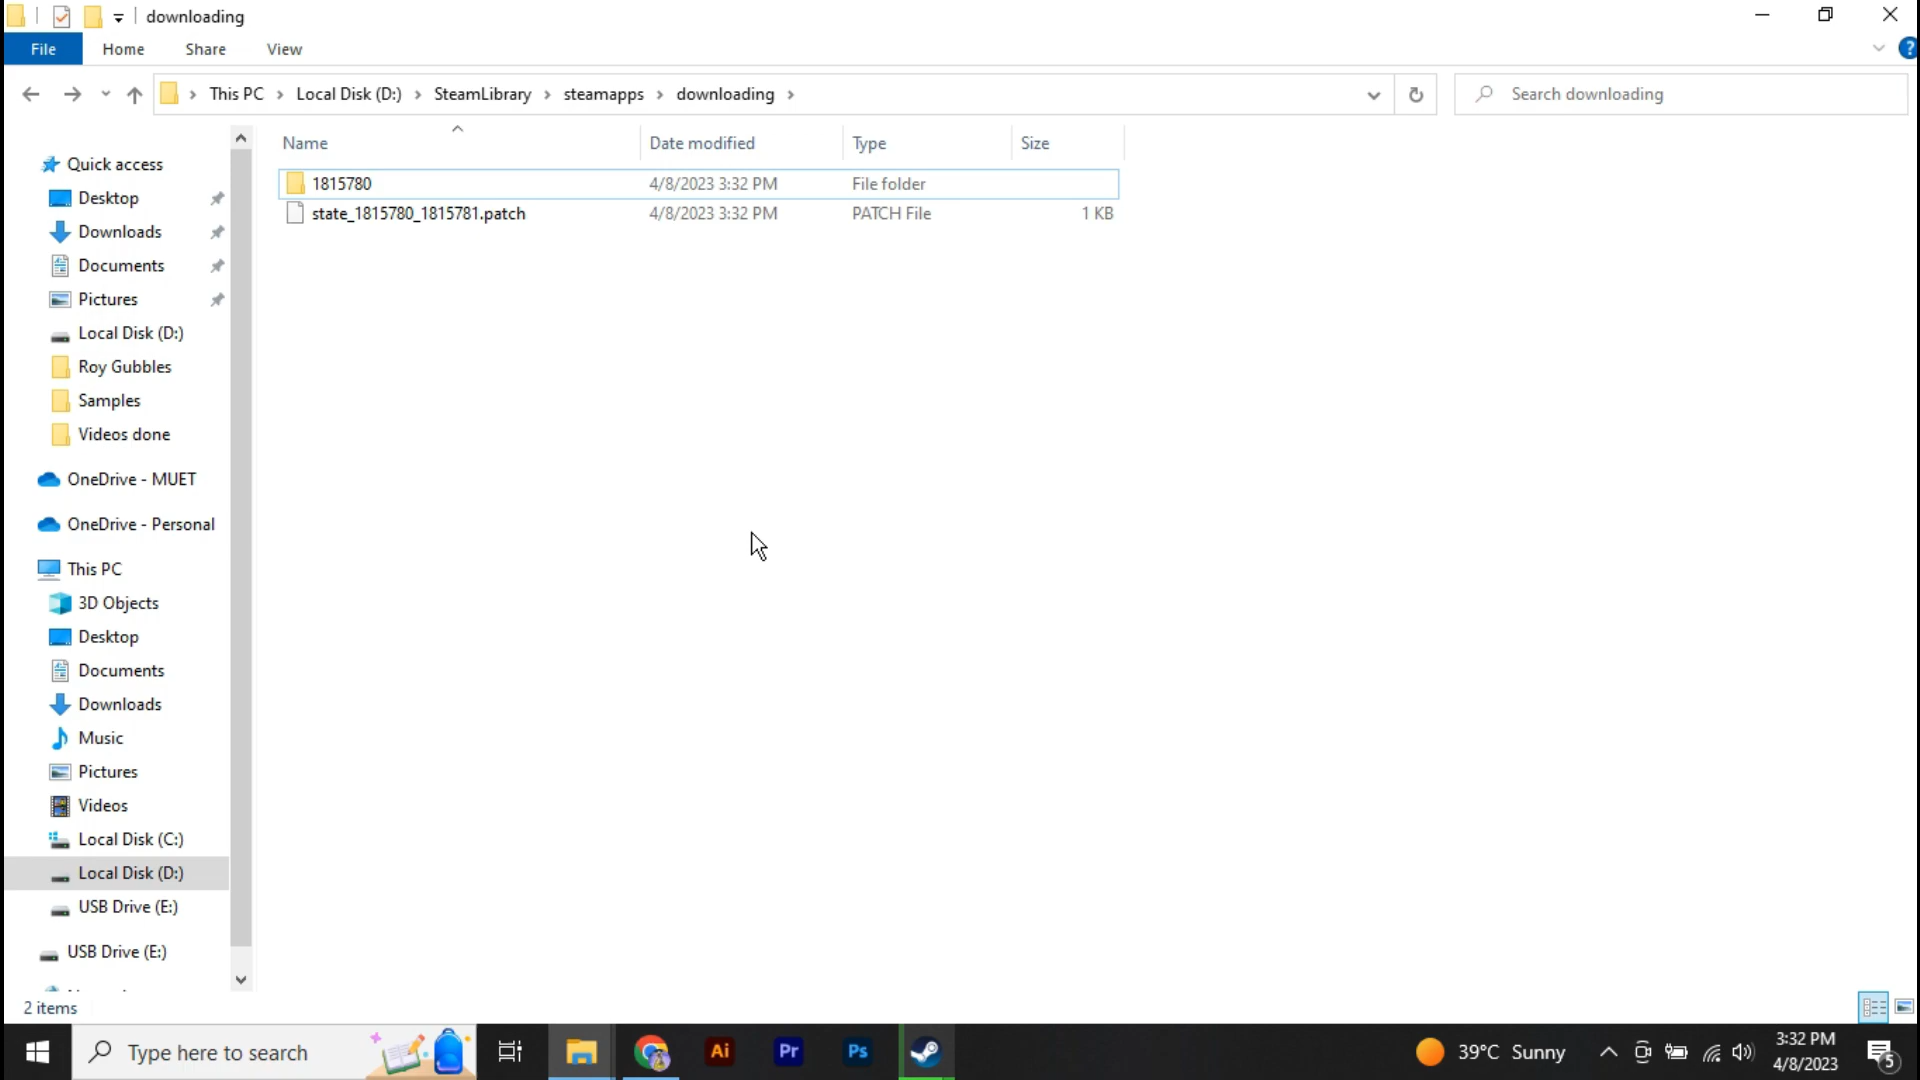 downloading
File Home Share View
This PC Local Disk (D:) SteamLibrary steamapps downloading
Search downloading
Name Date modified Type Size
1815780 4/8/2023 3:32 PM File folder
state_1815780_1815781.patch 4/8/2023 3:32 PM PATCH File 1 KB
Quick access
Desktop
Downloads
Documents
Pictures
Local Disk (D:)
Roy Gubbles
Samples
Videos done
OneDrive - MUET
OneDrive - Personal
This PC
3D Objects
Desktop
Documents
Downloads
Music
Pictures
Videos
Local Disk (C:)
Local Disk (D:)
USB Drive (E:)
USB Drive (E:)
2 items
Type here to search
Ai Pr Ps
39°C Sunny
3:32 PM
4/8/2023
5